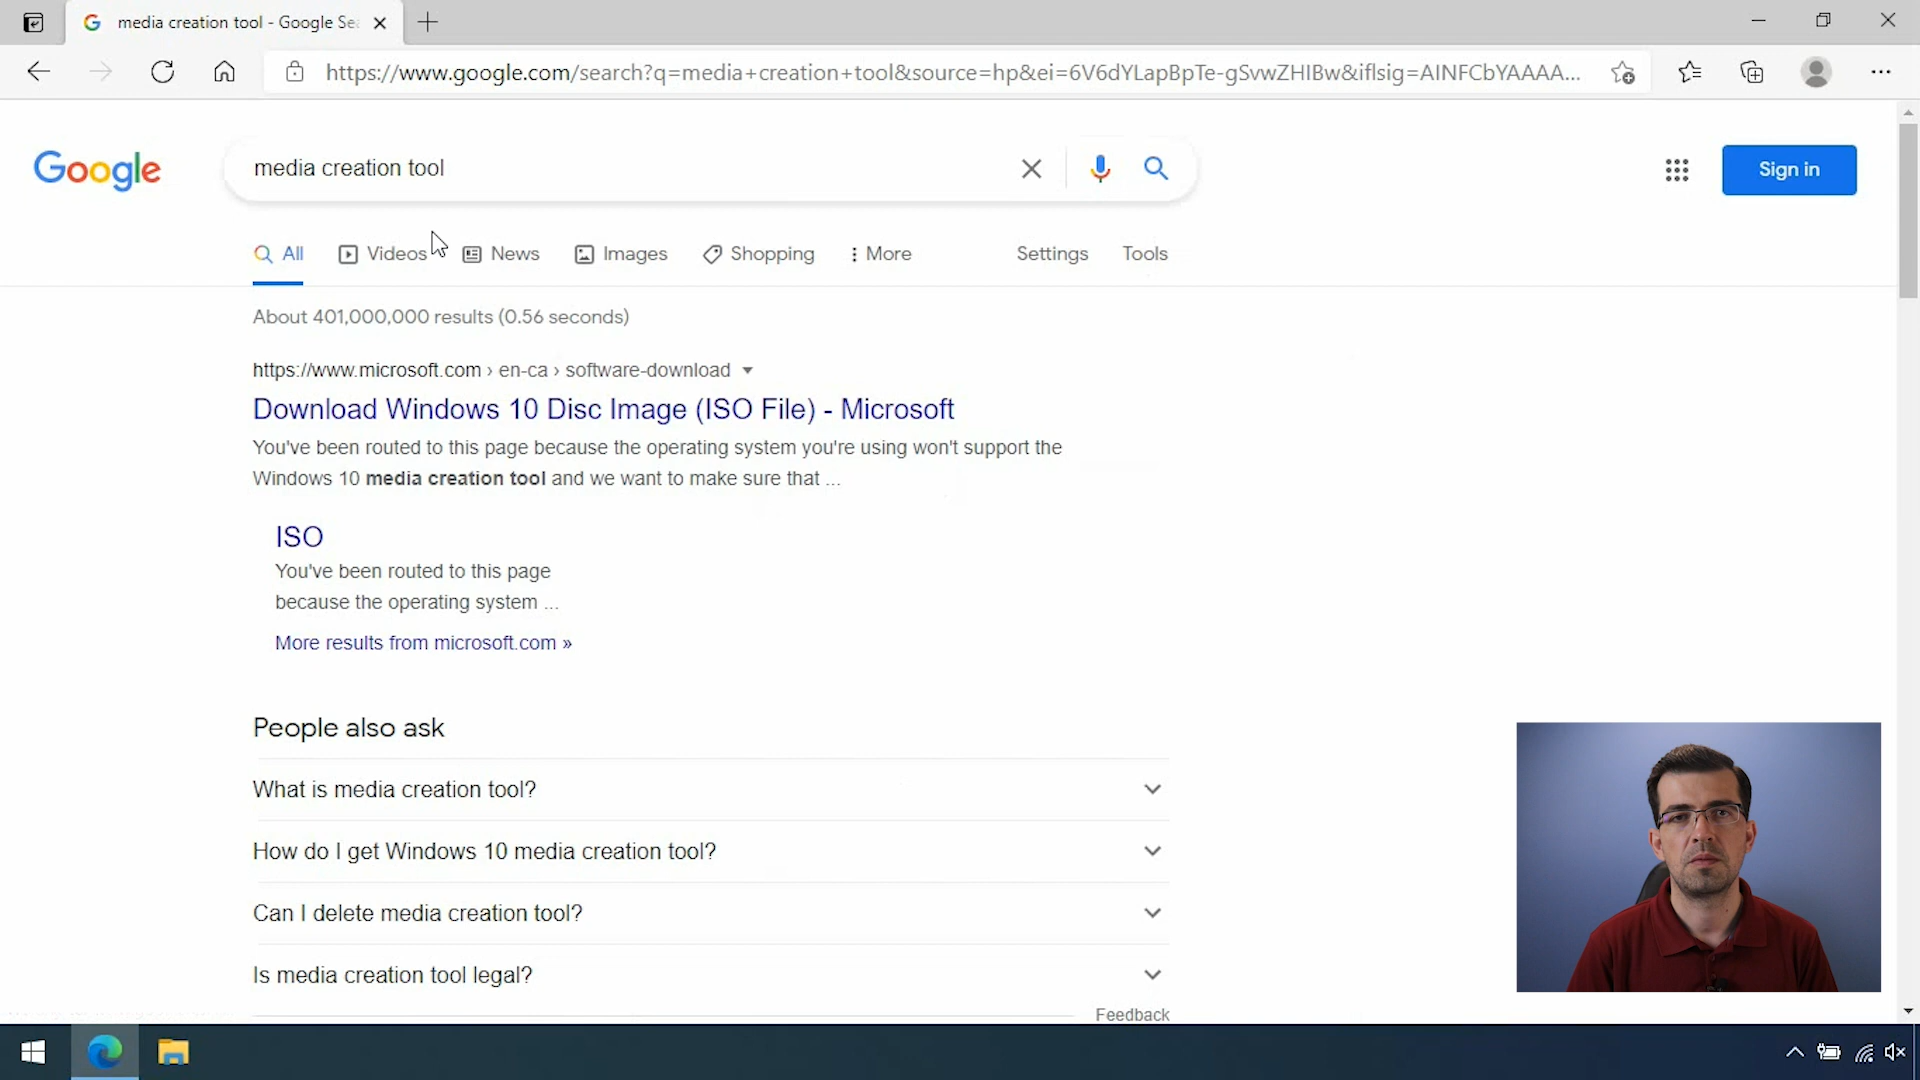 media creation tool - Google Sea
https://www.google.com/search?q=media+creation+tool&source=hp&ei=6V6dYLapBpTe-gSvwZHIBw&iflsig=AINFCbYAAAA...
Google
media creation tool
Sign in
All
Videos
News
Images
Shopping
More
Settings
Tools
About 401,000,000 results (0.56 seconds)
https://www.microsoft.com › en-ca › software-download
Download Windows 10 Disc Image (ISO File) - Microsoft
You've been routed to this page because the operating system you're using won't support the
Windows 10 media creation tool and we want to make sure that ...
ISO
You've been routed to this page
because the operating system ...
More results from microsoft.com »
People also ask
What is media creation tool?
How do I get Windows 10 media creation tool?
Can I delete media creation tool?
Is media creation tool legal?
Feedback